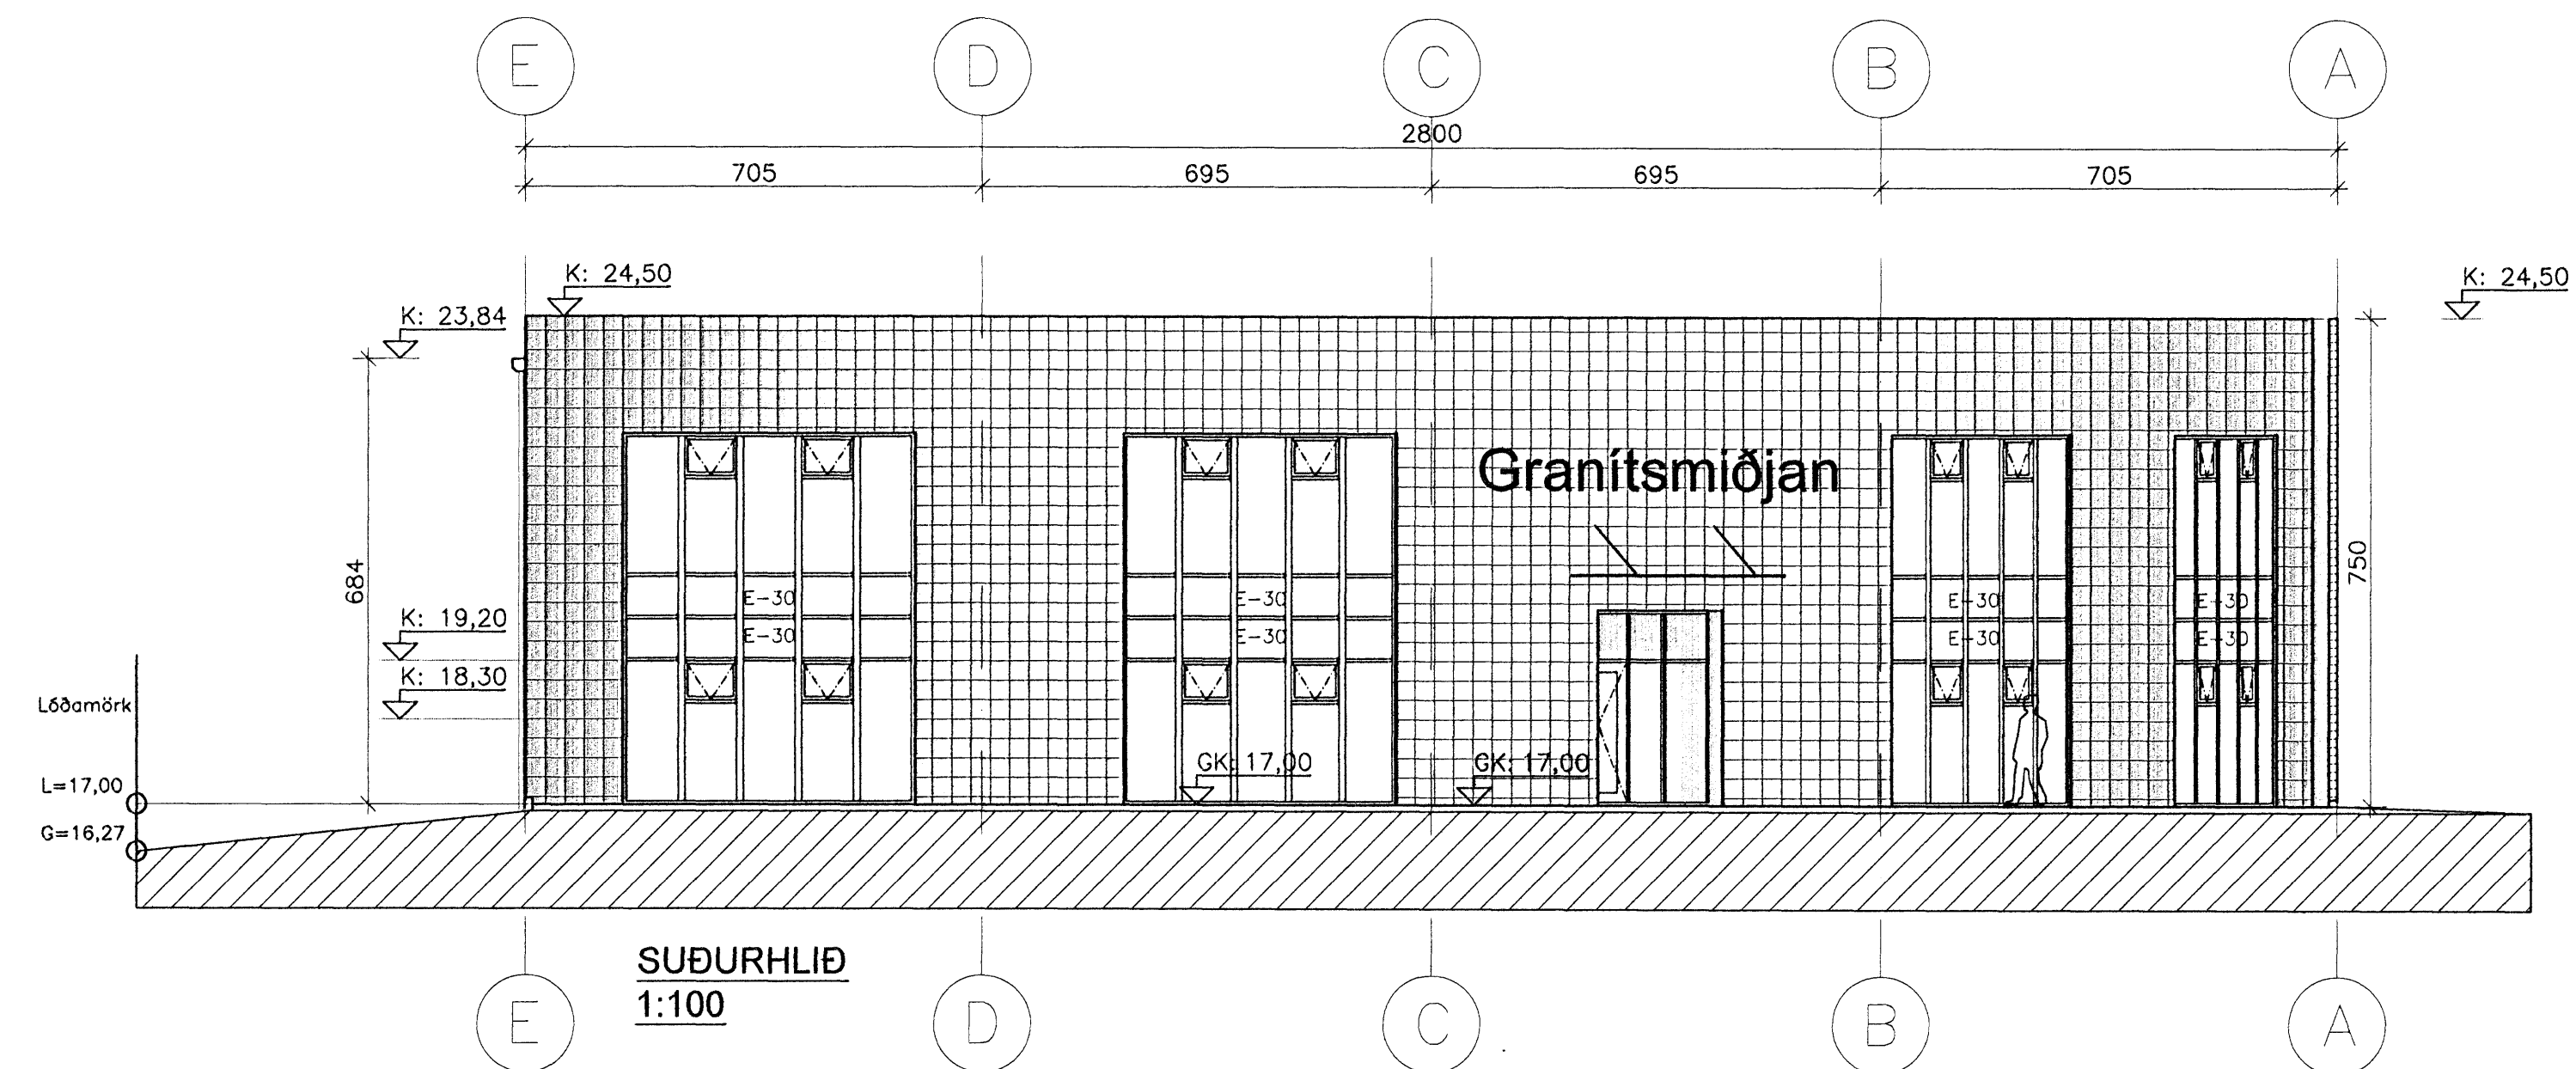 E D C B A
2800
705 695 695 705
K: 24,50
K: 24,50
K: 23,84
Granítsmiðjan
684
750
E-30 E-30 E-30 E-30
K: 19,20
E-30 E-30 E-30 E-30
K: 18,30
Lóðamörk
GK: 17,00 GK: 17,00
L=17,00
G=16,27
SUÐURHLIÐ
1:100
E D C B A